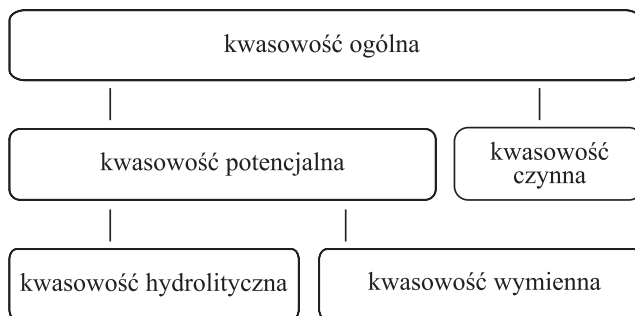 kwasowość ogólna
kwasowość potencjalna
kwasowość
czynna
kwasowość hydrolityczna
kwasowość wymienna